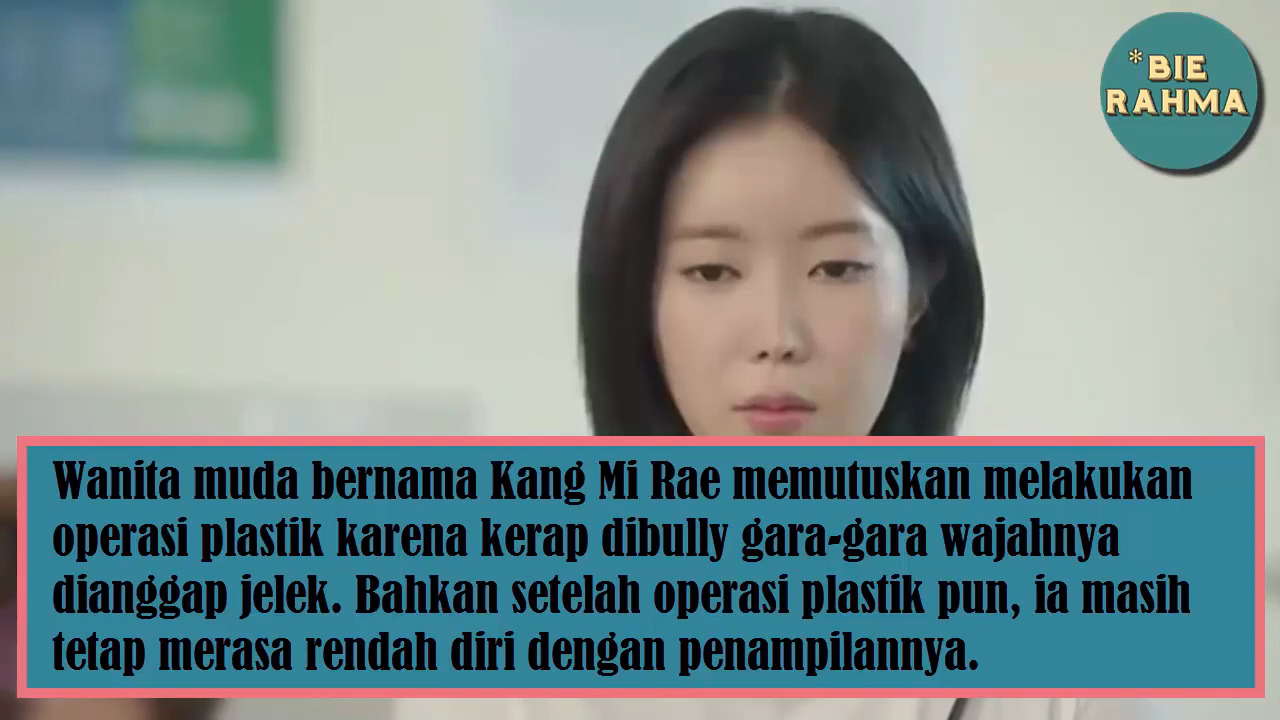 *BIE
RAHMA
Wanita muda bernama Kang Mi Rae memutuskan melakukan
operasi plastik karena kerap dibully gara-gara wajahnya
dianggap jelek. Bahkan setelah operasi plastik pun, ia masih
tetap merasa rendah diri dengan penampilannya.